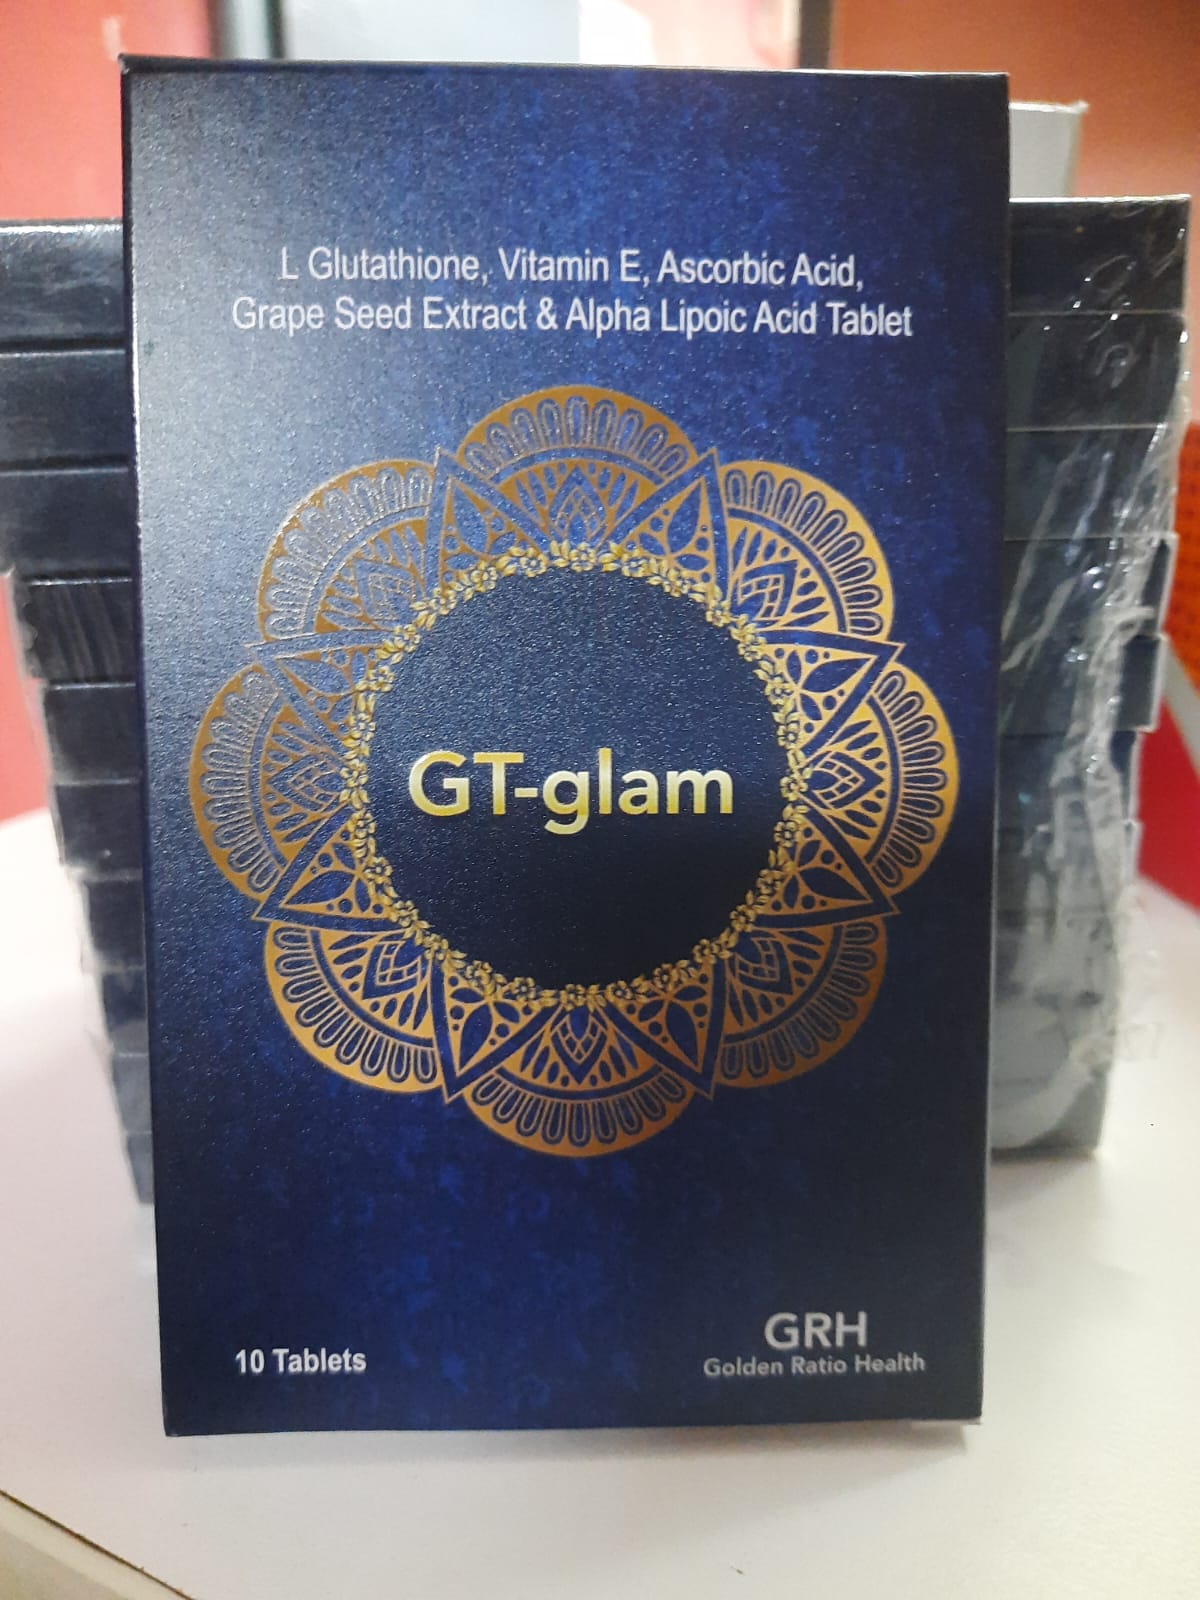 L Glutathione, Vitamin E, Ascorbic Acid,
Grape Seed Extract & Alpha Lipoic Acid Tablet
GT-glam
10 Tablets
GRH
Golden Ratio Health